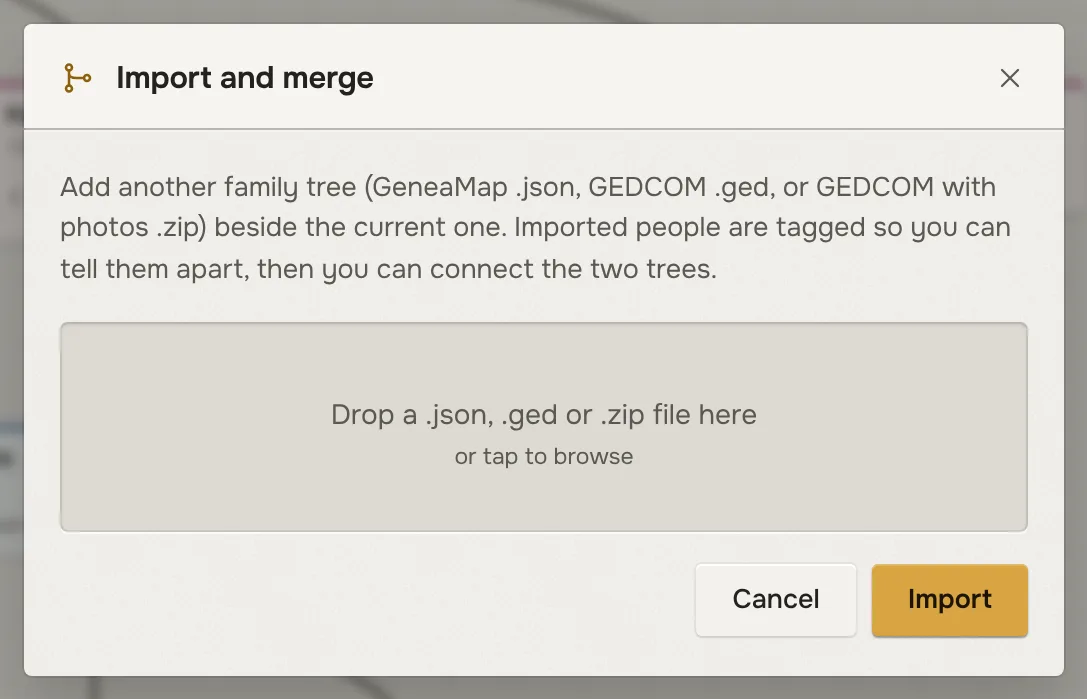 Import and merge
Add another family tree (GeneaMap .json, GEDCOM .ged, or GEDCOM with
photos .zip) beside the current one. Imported people are tagged so you can
tell them apart, then you can connect the two trees.
Drop a .json, .ged or .zip file here
or tap to browse
Cancel
Import